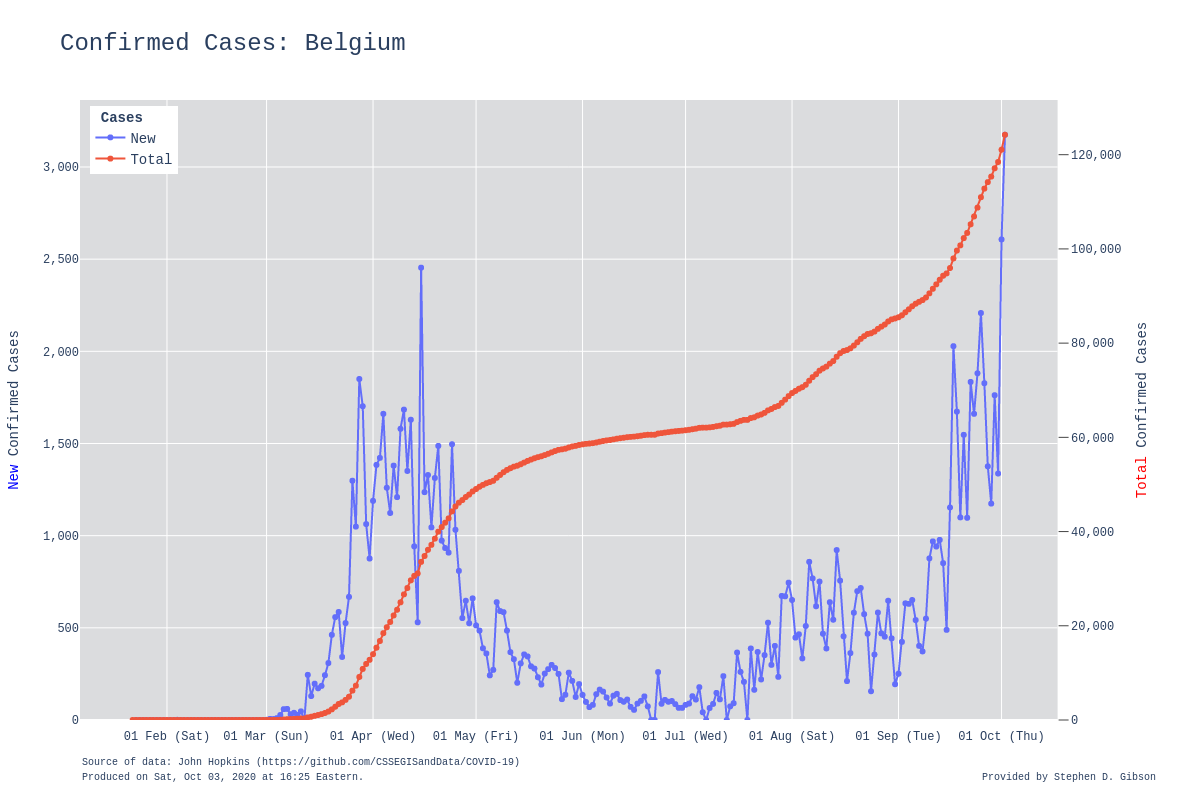 Confirmed Cases: Belgium
Cases
New
Total
3,000
2,500
2,000
1,500
1,000
500
0
120,000
100,000
80,000
60,000
40,000
20,000
0
New Confirmed Cases
Total Confirmed Cases
01 Feb (Sat) 01 Mar (Sun) 01 Apr (Wed) 01 May (Fri) 01 Jun (Mon) 01 Jul (Wed) 01 Aug (Sat) 01 Sep (Tue) 01 Oct (Thu)
Source of data: John Hopkins (https://github.com/CSSEGISandData/COVID-19)
Produced on Sat, Oct 03, 2020 at 16:25 Eastern.
Provided by Stephen D. Gibson